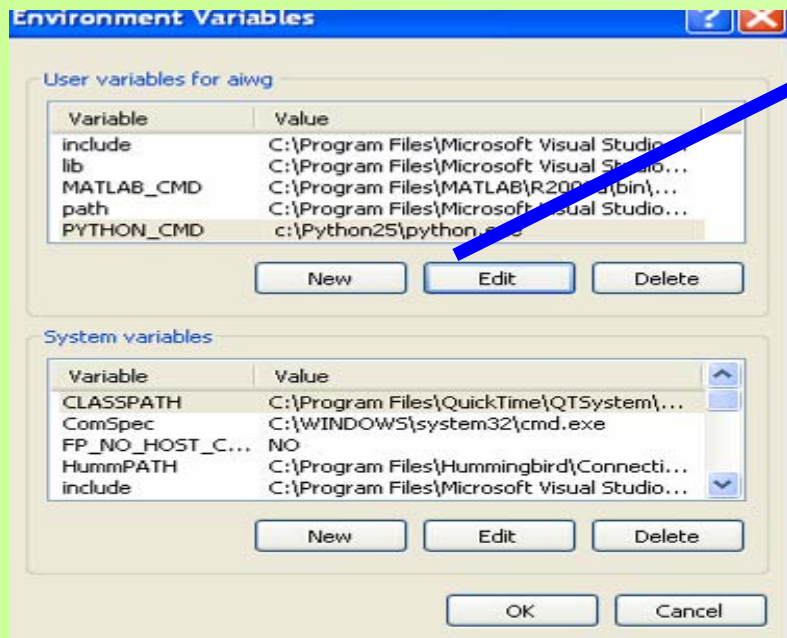 Environment Variables
User variables for aiwg
Variable Value
include C:\Program Files\Microsoft Visual Studio...
lib C:\Program Files\Microsoft Visual Studio...
MATLAB_CMD C:\Program Files\MATLAB\
path C:\Program Files\Microsoft Visual Studio...
PYTHON_CMD c:\Python25\python.exe
New Edit Delete
System variables
Variable Value
CLASSPATH C:\Program Files\QuickTime\QTSystem\...
ComSpec C:\WINDOWS\system32\cmd.exe
FP_NO_HOST_C... NO
HummPATH C:\Program Files\Hummingbird\Connecti...
include C:\Program Files\Microsoft Visual Studio...
New Edit Delete
OK Cancel